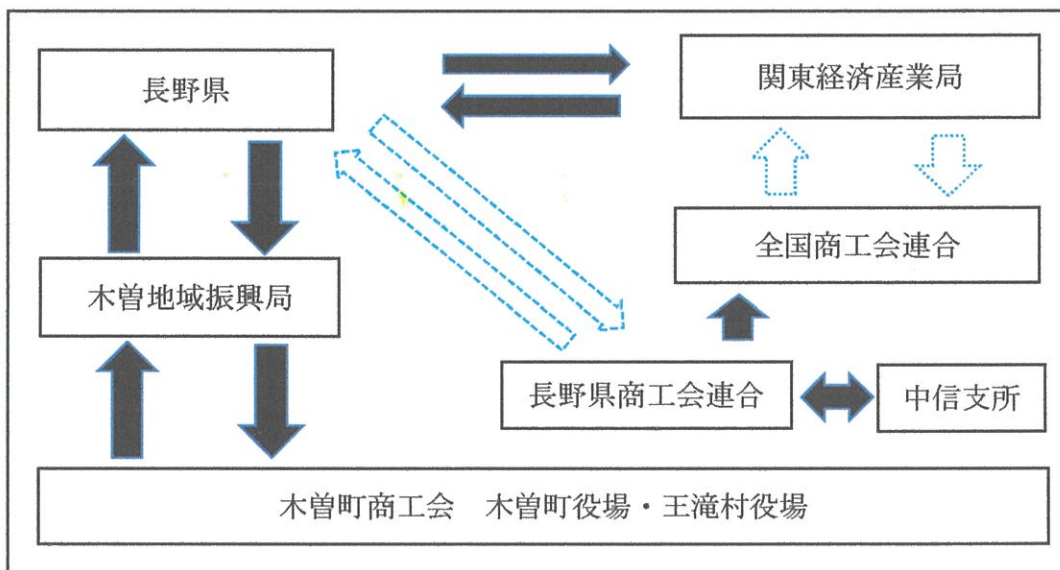 長野県
関東経済産業局
全国商工会連合
木曽地域振興局
長野県商工会連合
中信支所
木曽町商工会　木曽町役場・王滝村役場